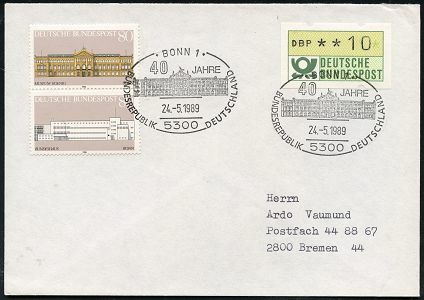 DEUTSCHE BUNDESPOST 80
MUSEUM KOENIG
DEUTSCHE BUNDESPOST
BUNDESHAUS BONN
BONN 1
40 JAHRE
BUNDESREPUBLIK DEUTSCHLAND
24.-5.1989
5300
DBP **10
DEUTSCHE
BUNDESPOST
40 JAHRE
BUNDESREPUBLIK DEUTSCHLAND
24.-5.1989
5300
Herrn
Ardo Vaumund
Postfach 44 88 67
2800 Bremen 44